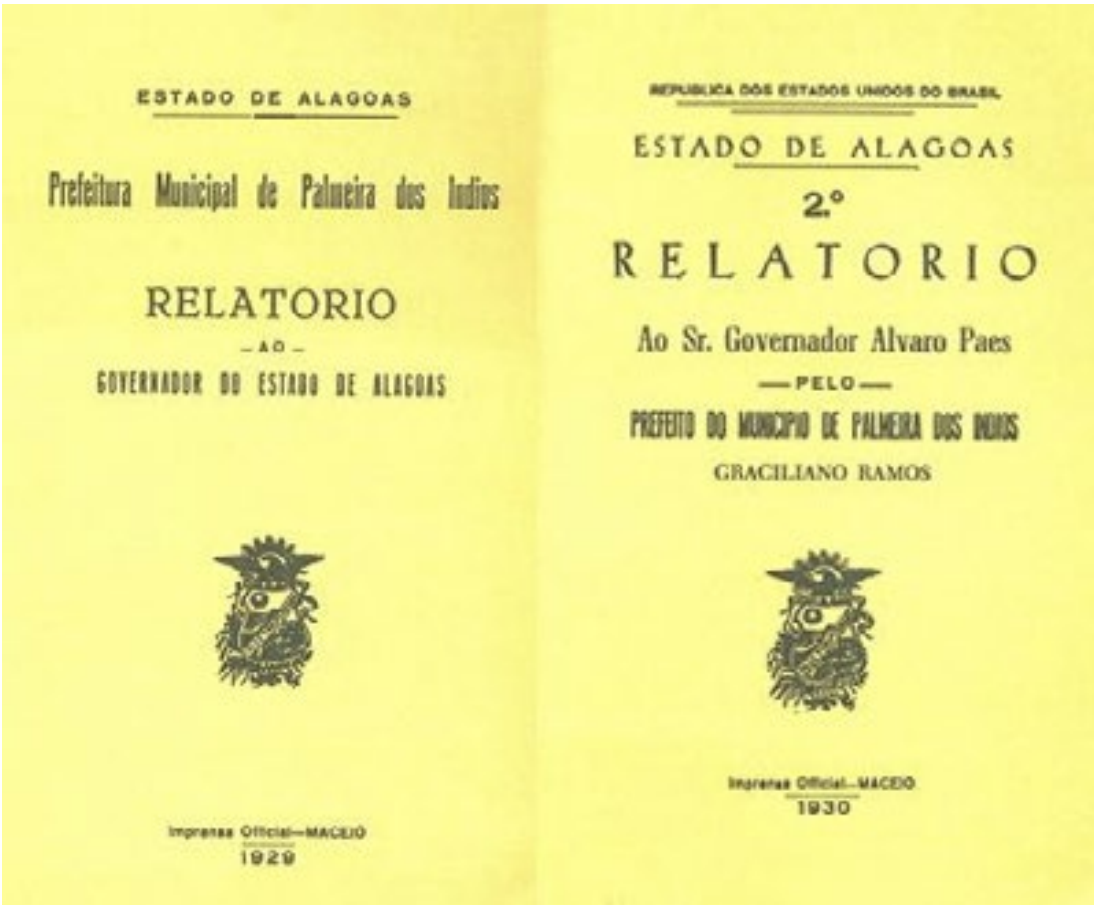 ESTADO DE ALAGOAS
Prefeitura Municipal de Palmeira dos Indios
RELATORIO
— AO —
GOVERNADOR DO ESTADO DE ALAGOAS
Imprensa Official—MACEIO
1929
REPUBLICA DOS ESTADOS UNIDOS DO BRASIL
ESTADO DE ALAGOAS
2.º
RELATORIO
Ao Sr. Governador Alvaro Paes
— PELO —
PREFEITO DO MUNICIPIO DE PALMEIRA DOS INDIOS
GRACILIANO RAMOS
Imprensa Official—MACEIO
1930